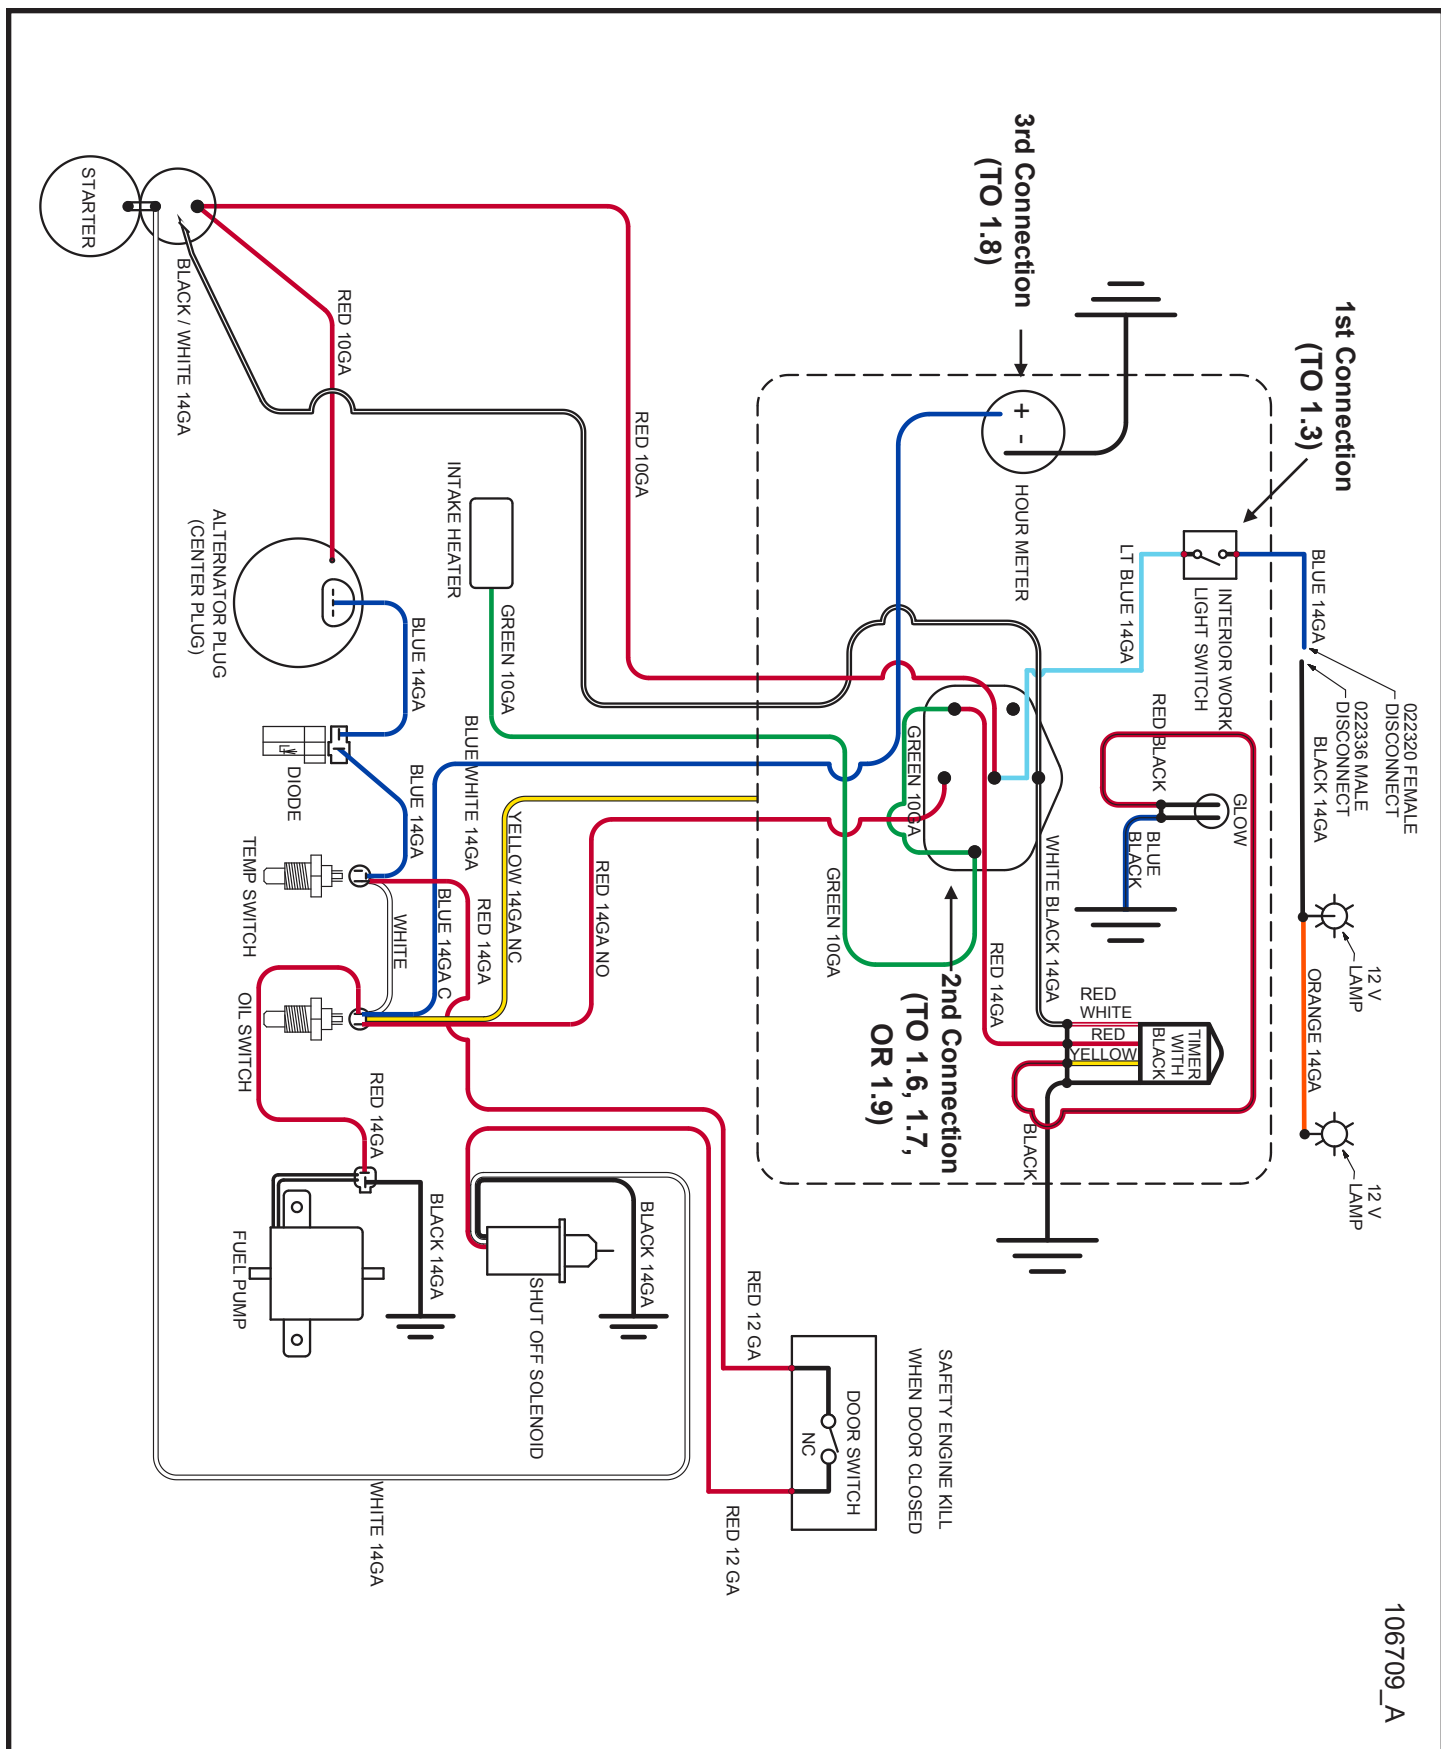 3rd Connection
(TO 1.8)
1st Connection
(TO 1.3)
STARTER
BLACK / WHITE 14GA
RED 10GA
RED 10GA
+
-
HOUR METER
INTAKE HEATER
GREEN 10GA
ALTERNATOR PLUG
(CENTER PLUG)
BLUE 14GA
LT BLUE 14GA
INTERIOR WORK
LIGHT SWITCH
BLUE 14GA
022320 FEMALE
DISCONNECT
022336 MALE
DISCONNECT
BLACK 14GA
RED BLACK
GLOW
BLUE
BLACK
DIODE
BLUE 14GA
BLUE WHITE 14GA
YELLOW 14GA NC
GREEN 10GA
GREEN 10GA
WHITE BLACK 14GA
RED 14GA NO
TEMP SWITCH
WHITE
BLUE 14GA C
RED 14GA
OIL SWITCH
RED 14GA
2nd Connection
(TO 1.6, 1.7,
OR 1.9)
RED
WHITE
RED
YELLOW
BLACK
TIMER
WITH
BLACK
12 V
LAMP
ORANGE 14GA
12 V
LAMP
RED 14GA
BLACK 14GA
FUEL PUMP
BLACK 14GA
SHUT OFF SOLENOID
RED 12 GA
RED 12 GA
DOOR SWITCH
NC
SAFETY ENGINE KILL
WHEN DOOR CLOSED
WHITE 14GA
106709_A